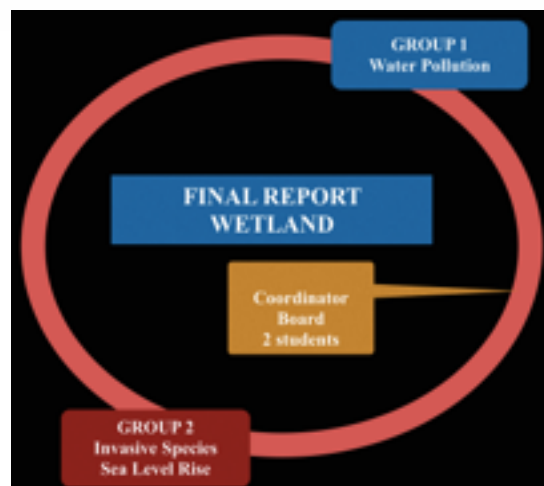 GROUP 1
Water Pollution
FINAL REPORT
WETLAND
Coordinator
Board
2 students
GROUP 2
Invasive Species
Sea Level Rise